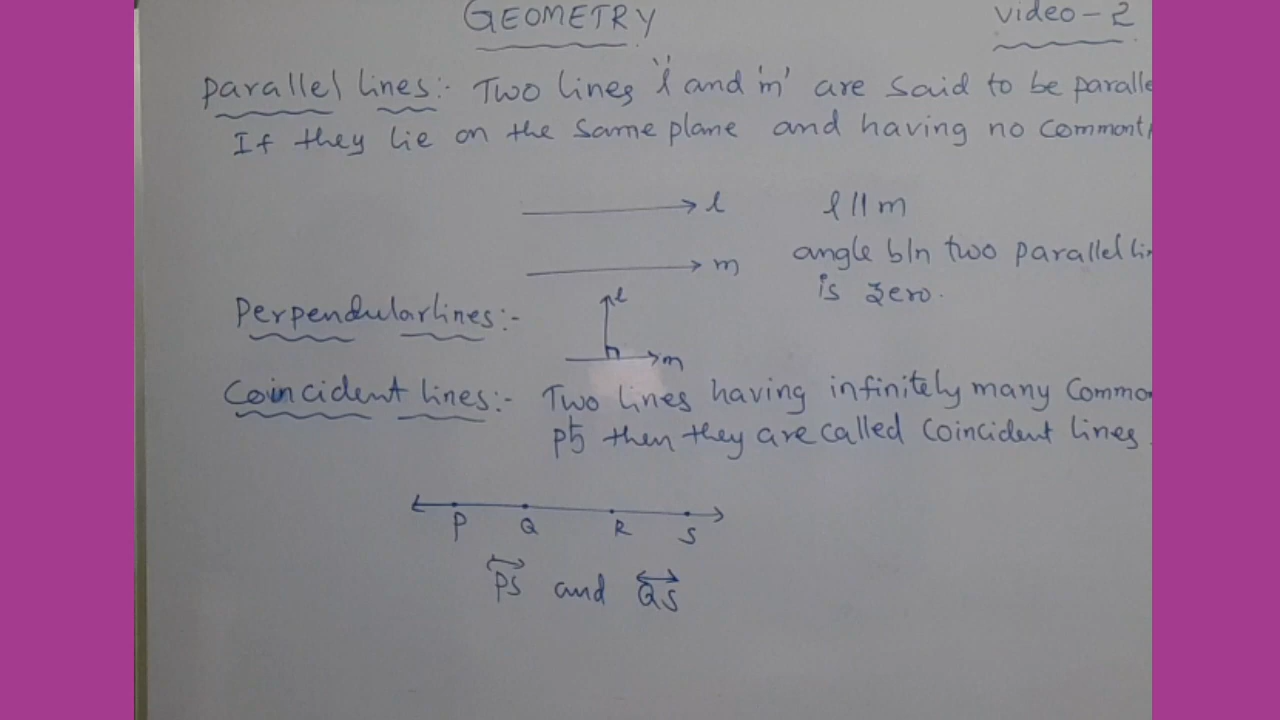 GEOMETRY
video-2
Parallel lines:- Two lines 'l' and 'm' are said to be paralle
If they lie on the same plane and having no common
l
l || m
m
angle b/n two parallel li
is zero.
Perpendularlines:-
l
m
Coincident lines:- Two lines having infinitely many Commo
pts then they are called Coincident lines.
P Q R S
PS and QS